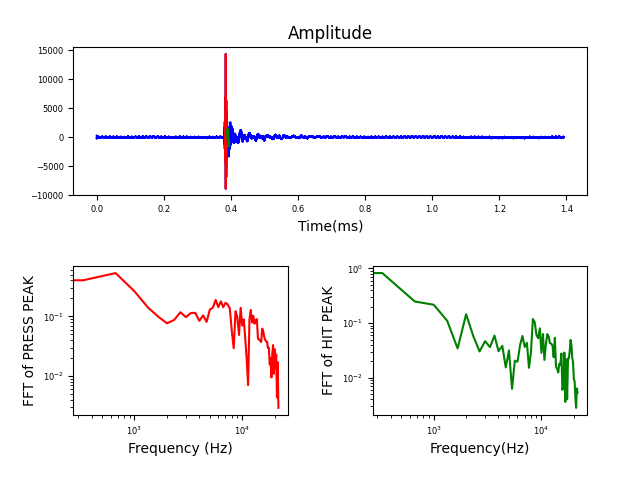 Amplitude
15000
10000
5000
0
−5000
−10000
0.0 0.2 0.4 0.6 0.8 1.0 1.2 1.4
Time(ms)
FFT of PRESS PEAK
10⁻¹
10⁻²
10³ 10⁴
Frequency (Hz)
FFT of HIT PEAK
10⁰
10⁻¹
10⁻²
10³ 10⁴
Frequency(Hz)